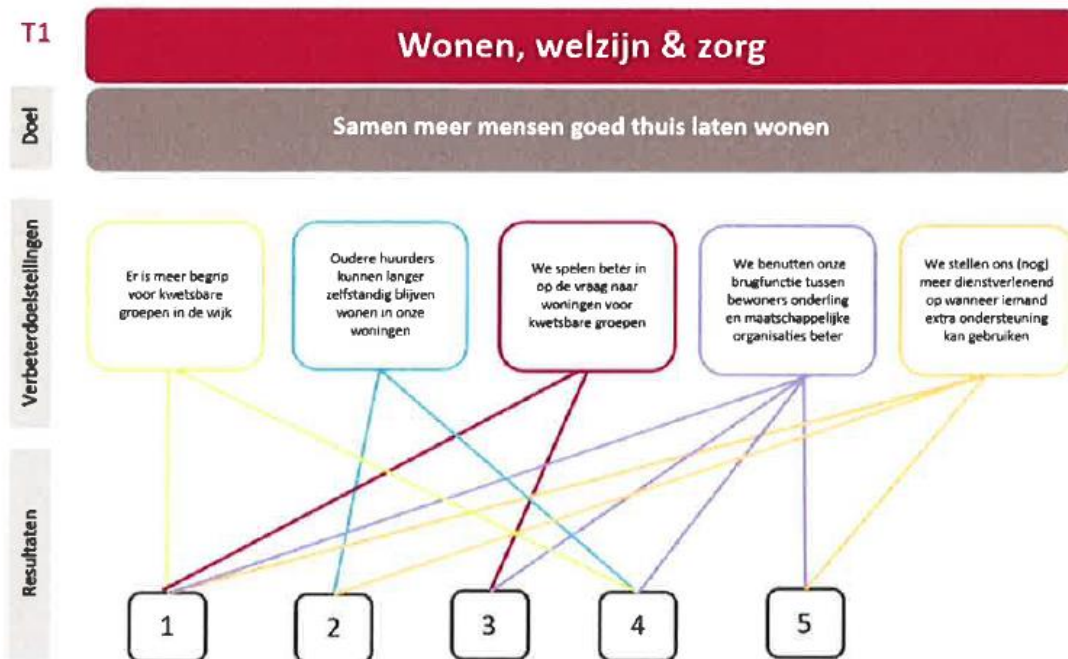 T1
Wonen, welzijn & zorg
Doel
Samen meer mensen goed thuis laten wonen
Verbeterdoelstellingen
Er is meer begrip
voor kwetsbare
groepen in de wijk
Oudere huurders
kunnen langer
zelfstandig blijven
wonen in onze
woningen
We spelen beter in
op de vraag naar
woningen voor
kwetsbare groepen
We benutten onze
brugfunctie tussen
bewoners onderling
en maatschappelijke
organisaties beter
We stellen ons (nog)
meer dienstverlenend
op wanneer iemand
extra ondersteuning
kan gebruiken
Resultaten
1
2
3
4
5